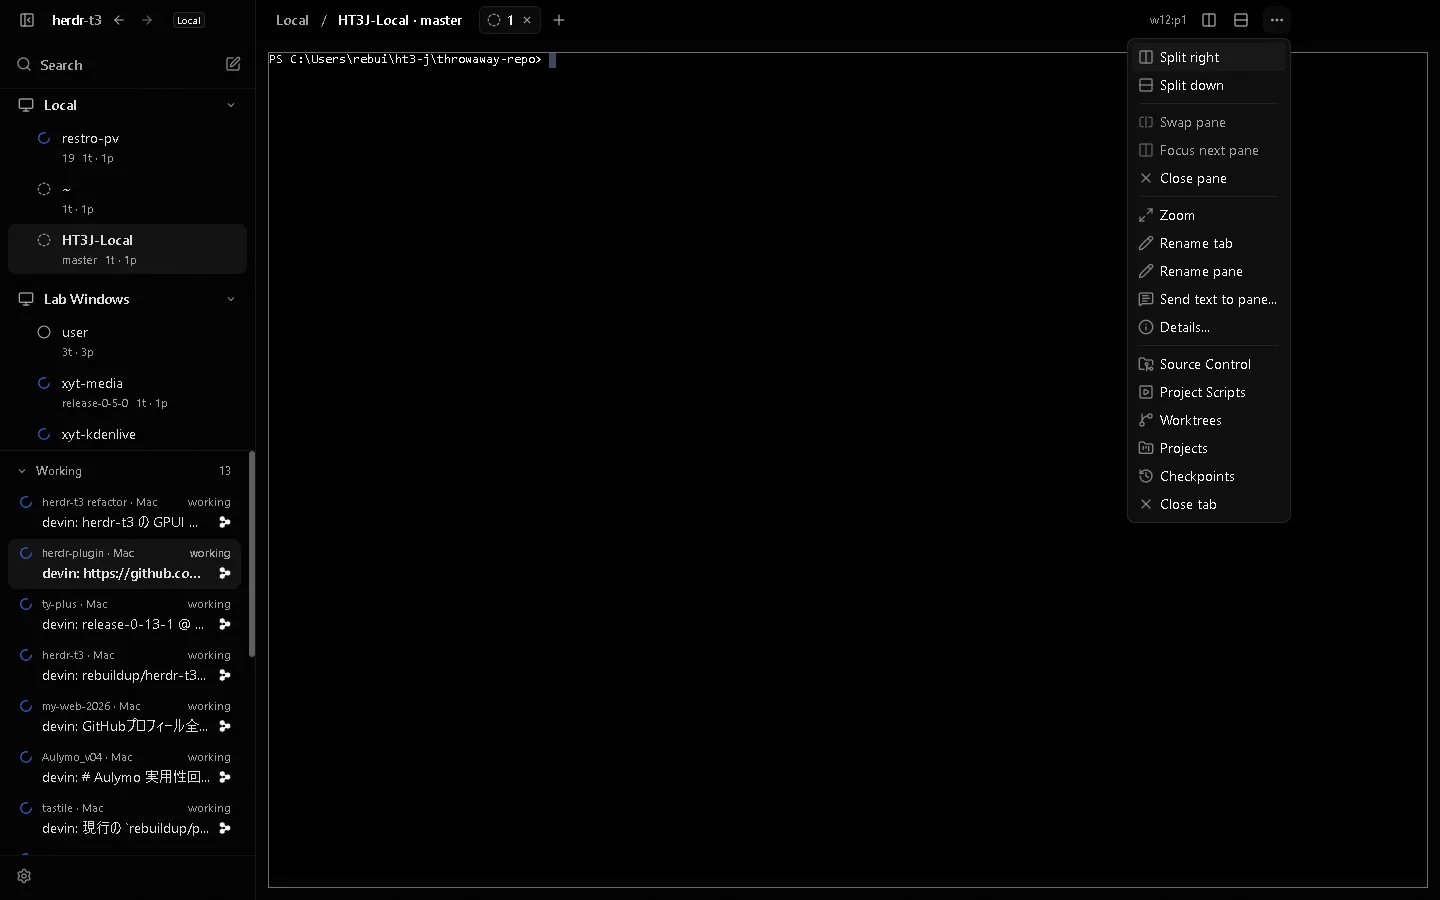 herdr-t3
Local
Search
Local
restro-pv
19 1t · 1p
~
1t · 1p
HT3J-Local
master 1t · 1p
Lab Windows
user
3t · 3p
xyt-media
release-0-5-0 1t · 1p
xyt-kdenlive
Working 13
herdr-t3 refactor · Mac working
devin: herdr-t3 の GPUI ...
herdr-plugin · Mac working
devin: https://github.co...
ty-plus · Mac working
devin: release-0-13-1 @ ...
herdr-t3 · Mac working
devin: rebuildup/herdr-t3...
my-web-2026 · Mac working
devin: GitHubプロフィール全...
Aulymo_v04 · Mac working
devin: # Aulymo 実用性回...
tastile · Mac working
devin: 現行の `rebuildup/p...
Local / HT3J-Local · master 1
w12:p1
PS C:\Users\rebui\ht3-j\throwaway-repo>
Split right
Split down
Swap pane
Focus next pane
Close pane
Zoom
Rename tab
Rename pane
Send text to pane...
Details...
Source Control
Project Scripts
Worktrees
Projects
Checkpoints
Close tab